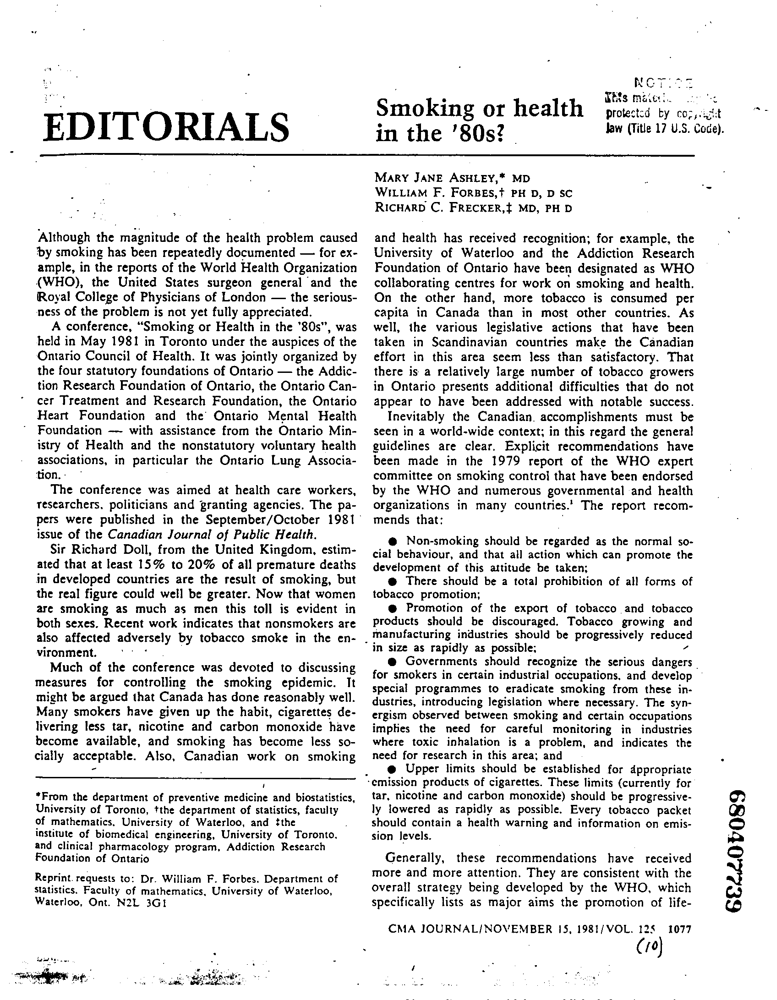 NOTICE
This
protected by copyright
law (Title 17 U.S. Code).
EDITORIALS
Smoking or health
in the '80s?
MARY JANE ASHLEY,* MD
WILLIAM F. FORBES,† PH D, D SC
RICHARD C. FRECKER,‡ MD, PH D
Although the magnitude of the health problem caused
by smoking has been repeatedly documented — for ex-
ample, in the reports of the World Health Organization
(WHO), the United States surgeon general and the
Royal College of Physicians of London — the serious-
ness of the problem is not yet fully appreciated.
A conference, "Smoking or Health in the '80s", was
held in May 1981 in Toronto under the auspices of the
Ontario Council of Health. It was jointly organized by
the four statutory foundations of Ontario — the Addic-
tion Research Foundation of Ontario, the Ontario Can-
cer Treatment and Research Foundation, the Ontario
Heart Foundation and the Ontario Mental Health
Foundation — with assistance from the Ontario Min-
istry of Health and the nonstatutory voluntary health
associations, in particular the Ontario Lung Associa-
tion.
The conference was aimed at health care workers,
researchers, politicians and granting agencies. The pa-
pers were published in the September/October 1981
issue of the Canadian Journal of Public Health.
Sir Richard Doll, from the United Kingdom, estim-
ated that at least 15% to 20% of all premature deaths
in developed countries are the result of smoking, but
the real figure could well be greater. Now that women
are smoking as much as men this toll is evident in
both sexes. Recent work indicates that nonsmokers are
also affected adversely by tobacco smoke in the en-
vironment.
Much of the conference was devoted to discussing
measures for controlling the smoking epidemic. It
might be argued that Canada has done reasonably well.
Many smokers have given up the habit, cigarettes de-
livering less tar, nicotine and carbon monoxide have
become available, and smoking has become less so-
cially acceptable. Also, Canadian work on smoking
*From the department of preventive medicine and biostatistics,
University of Toronto, †the department of statistics, faculty
of mathematics, University of Waterloo, and ‡the
institute of biomedical engineering, University of Toronto,
and clinical pharmacology program, Addiction Research
Foundation of Ontario
Reprint requests to: Dr. William F. Forbes, Department of
statistics, Faculty of mathematics, University of Waterloo,
Waterloo, Ont. N2L 3G1
and health has received recognition; for example, the
University of Waterloo and the Addiction Research
Foundation of Ontario have been designated as WHO
collaborating centres for work on smoking and health.
On the other hand, more tobacco is consumed per
capita in Canada than in most other countries. As
well, the various legislative actions that have been
taken in Scandinavian countries make the Canadian
effort in this area seem less than satisfactory. That
there is a relatively large number of tobacco growers
in Ontario presents additional difficulties that do not
appear to have been addressed with notable success.
Inevitably the Canadian accomplishments must be
seen in a world-wide context; in this regard the general
guidelines are clear. Explicit recommendations have
been made in the 1979 report of the WHO expert
committee on smoking control that have been endorsed
by the WHO and numerous governmental and health
organizations in many countries.¹ The report recom-
mends that:
● Non-smoking should be regarded as the normal so-
cial behaviour, and that all action which can promote the
development of this attitude be taken;
● There should be a total prohibition of all forms of
tobacco promotion;
● Promotion of the export of tobacco and tobacco
products should be discouraged. Tobacco growing and
manufacturing industries should be progressively reduced
in size as rapidly as possible;
● Governments should recognize the serious dangers
for smokers in certain industrial occupations, and develop
special programmes to eradicate smoking from these in-
dustries, introducing legislation where necessary. The syn-
ergism observed between smoking and certain occupations
implies the need for careful monitoring in industries
where toxic inhalation is a problem, and indicates the
need for research in this area; and
● Upper limits should be established for appropriate
emission products of cigarettes. These limits (currently for
tar, nicotine and carbon monoxide) should be progressive-
ly lowered as rapidly as possible. Every tobacco packet
should contain a health warning and information on emis-
sion levels.
Generally, these recommendations have received
more and more attention. They are consistent with the
overall strategy being developed by the WHO, which
specifically lists as major aims the promotion of life-
CMA JOURNAL/NOVEMBER 15, 1981/VOL. 125 1077
(10)
680407739